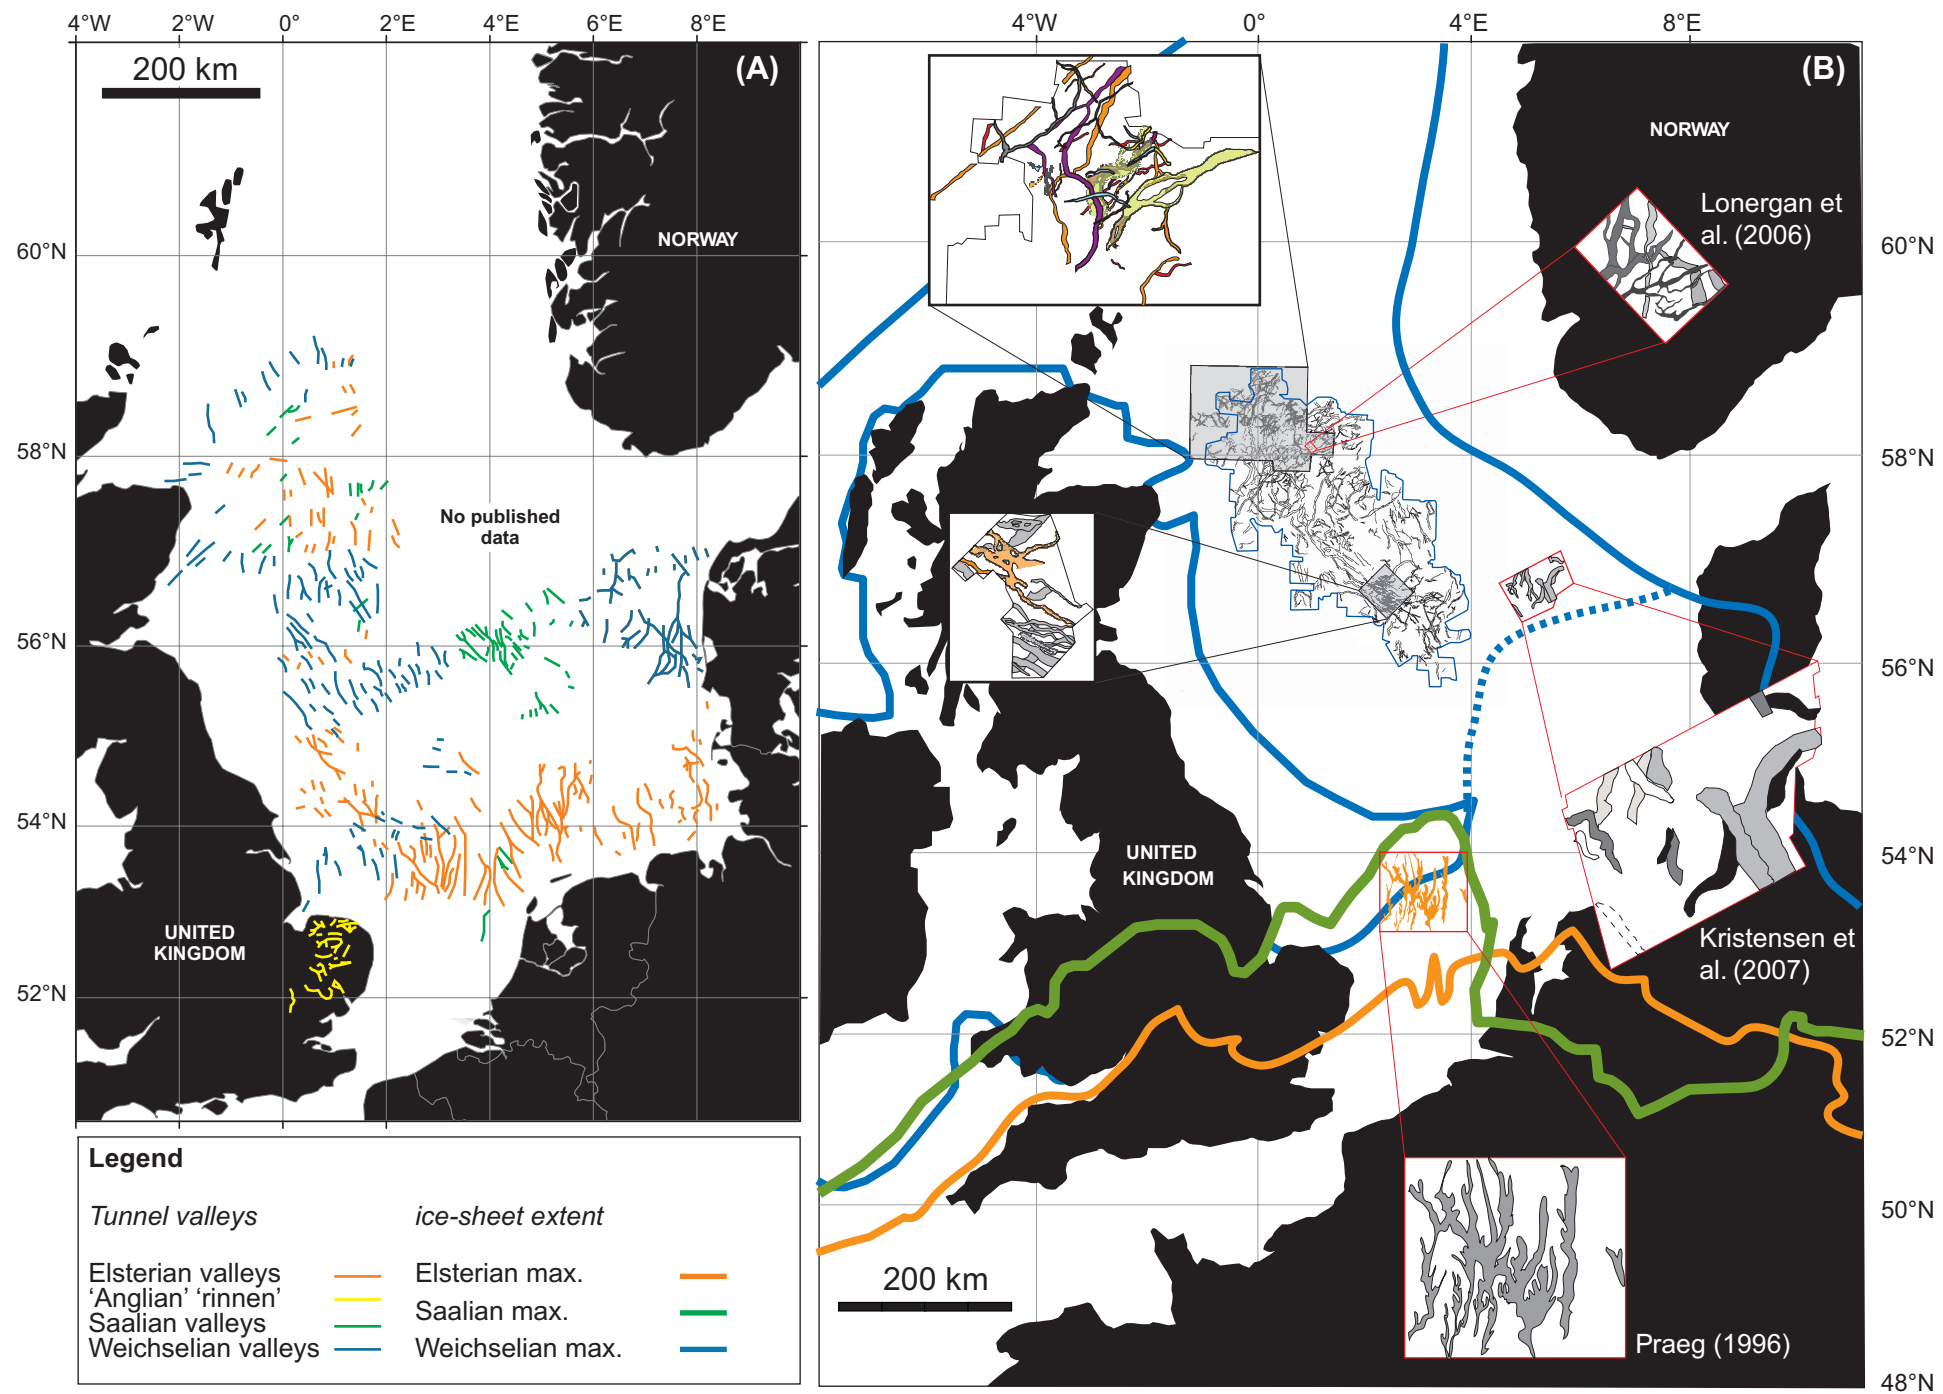 4°W 2°W 0° 2°E 4°E 6°E 8°E
200 km
(A)
NORWAY
60°N
58°N
No published
data
56°N
54°N
UNITED
KINGDOM
52°N
Legend
Tunnel valleys ice-sheet extent
Elsterian valleys Elsterian max.
‘Anglian’ ‘rinnen’
Saalian valleys Saalian max.
Weichselian valleys Weichselian max.
4°W 0° 4°E 8°E
(B)
NORWAY
Lonergan et
al. (2006)
60°N
58°N
56°N
UNITED
KINGDOM
54°N
Kristensen et
al. (2007)
52°N
50°N
200 km
Praeg (1996)
48°N